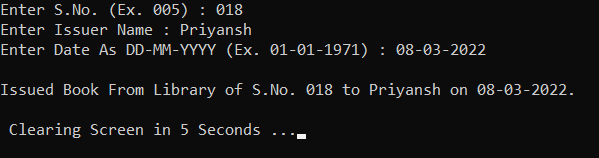 Enter S.No. (Ex. 005) : 018
Enter Issuer Name : Priyansh
Enter Date As DD-MM-YYYY (Ex. 01-01-1971) : 08-03-2022
Issued Book From Library of S.No. 018 to Priyansh on 08-03-2022.
Clearing Screen in 5 Seconds ...